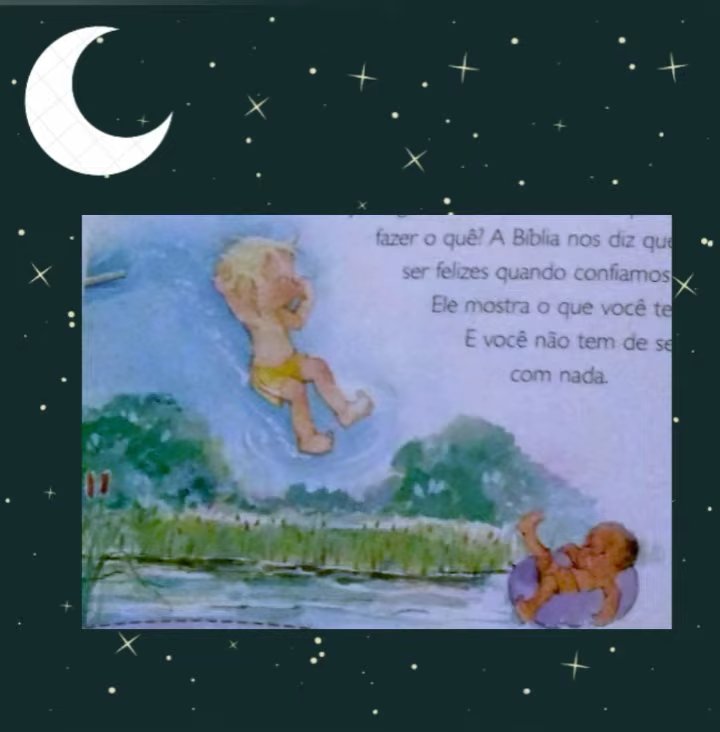 fazer o quê? A Bíblia nos diz que
ser felizes quando confiamos
Ele mostra o que você te
E você não tem de se
com nada.